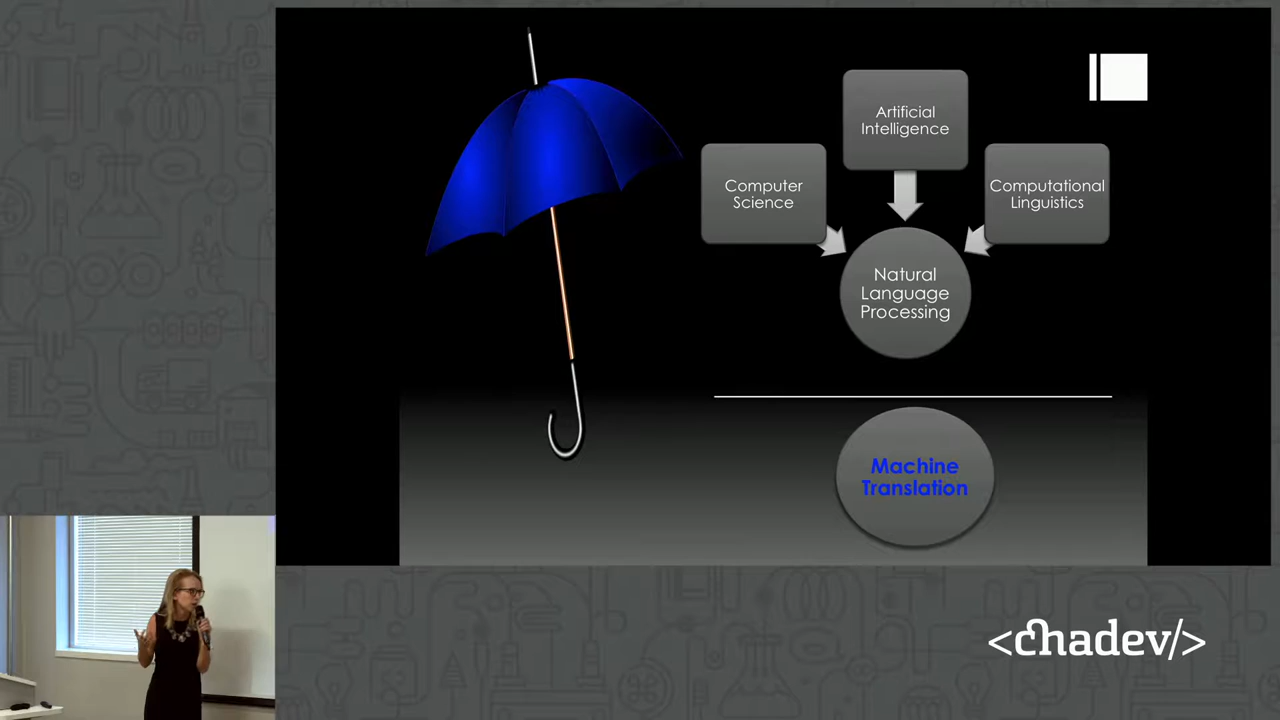 Artificial
Intelligence
Computer
Science
Computational
Linguistics
Natural
Language
Processing
Machine
Translation
<chadev/>